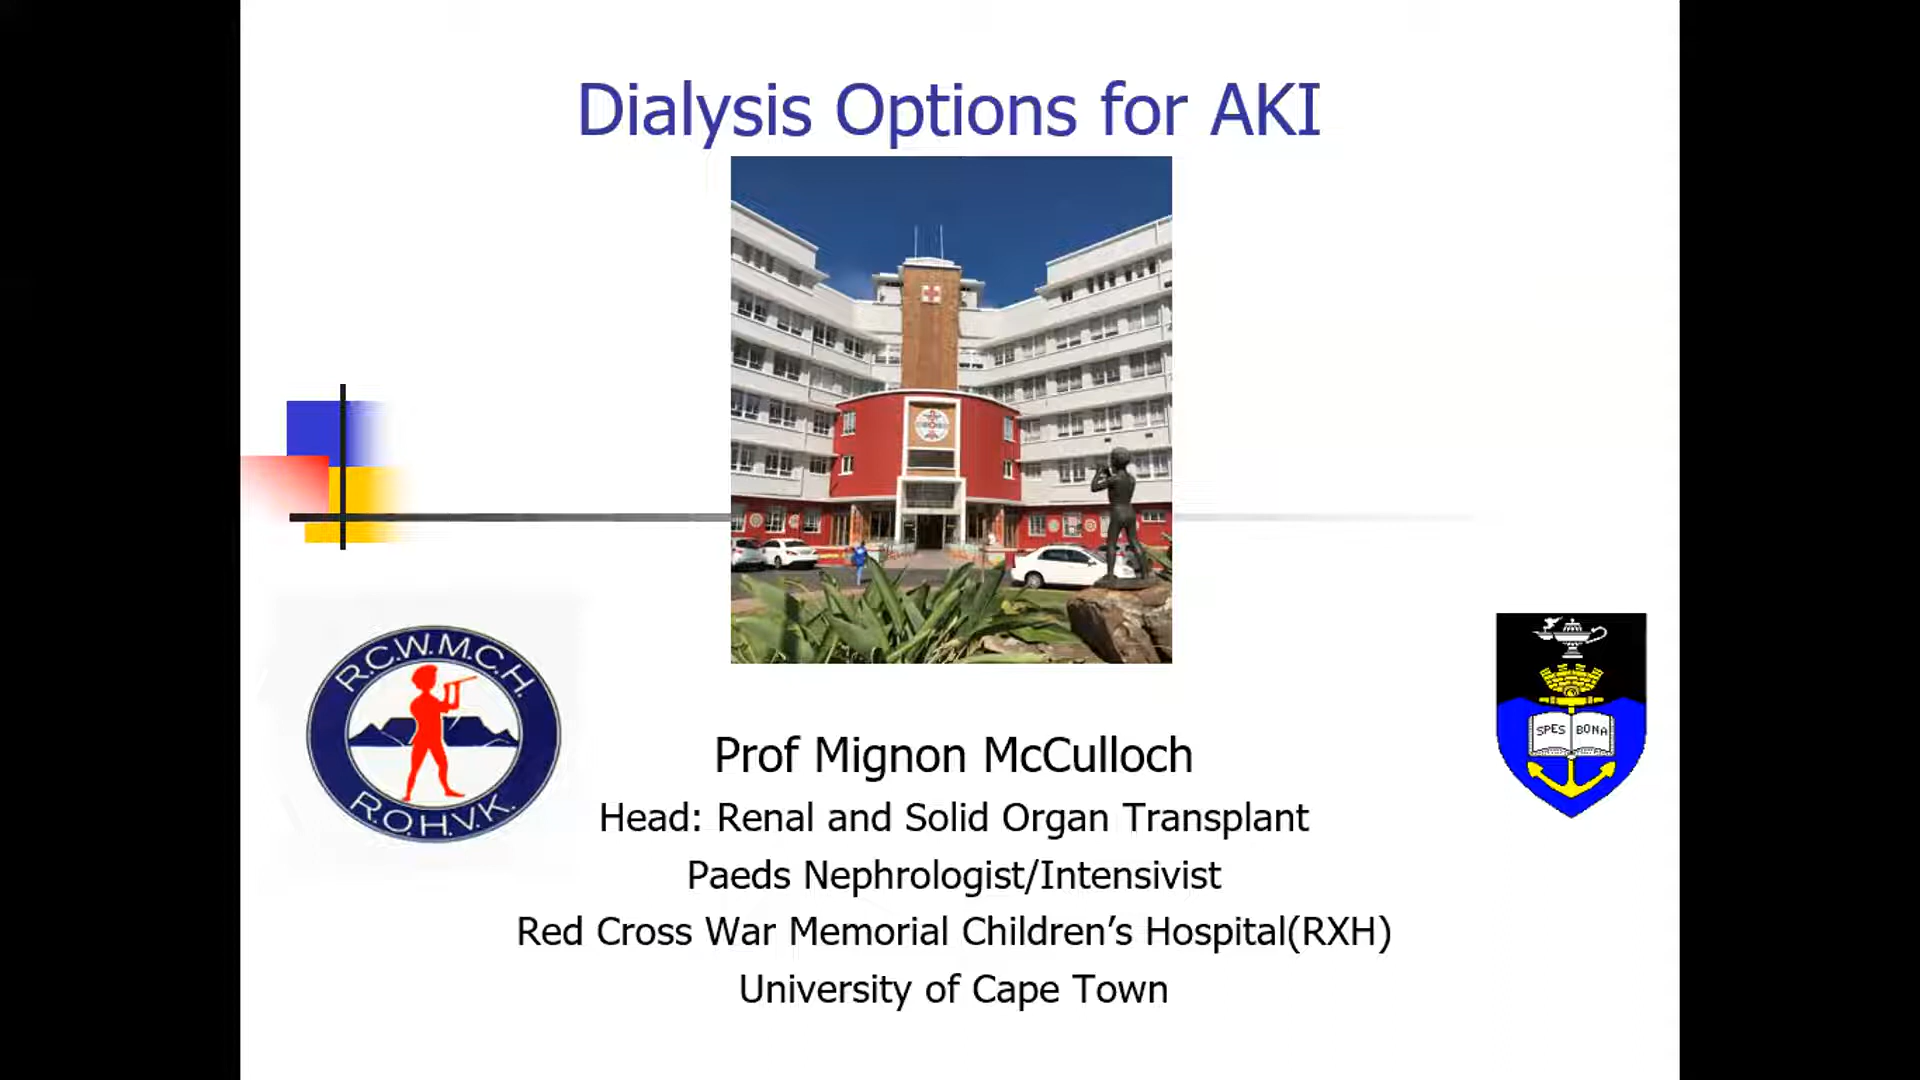 Dialysis Options for AKI
R.C.W.M.C.H.
R.O.H.V.K.
SPES BONA
Prof Mignon McCulloch
Head: Renal and Solid Organ Transplant
Paeds Nephrologist/Intensivist
Red Cross War Memorial Children’s Hospital(RXH)
University of Cape Town